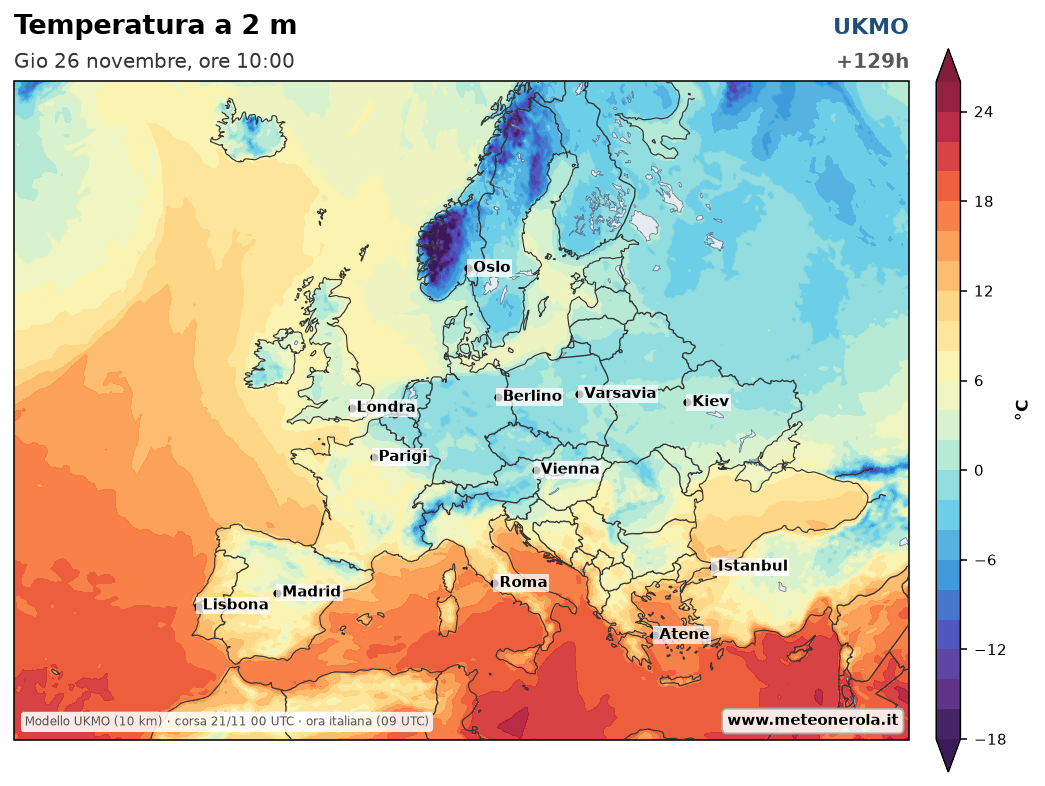 Temperatura a 2 m
UKMO
Gio 26 novembre, ore 10:00
+129h
24
18
12
6
0
−6
−12
−18
°C
Oslo
Londra
Berlino
Varsavia
Kiev
Parigi
Vienna
Istanbul
Roma
Madrid
Lisbona
Atene
Modello UKMO (10 km) · corsa 21/11 00 UTC · ora italiana (09 UTC)
www.meteonerola.it